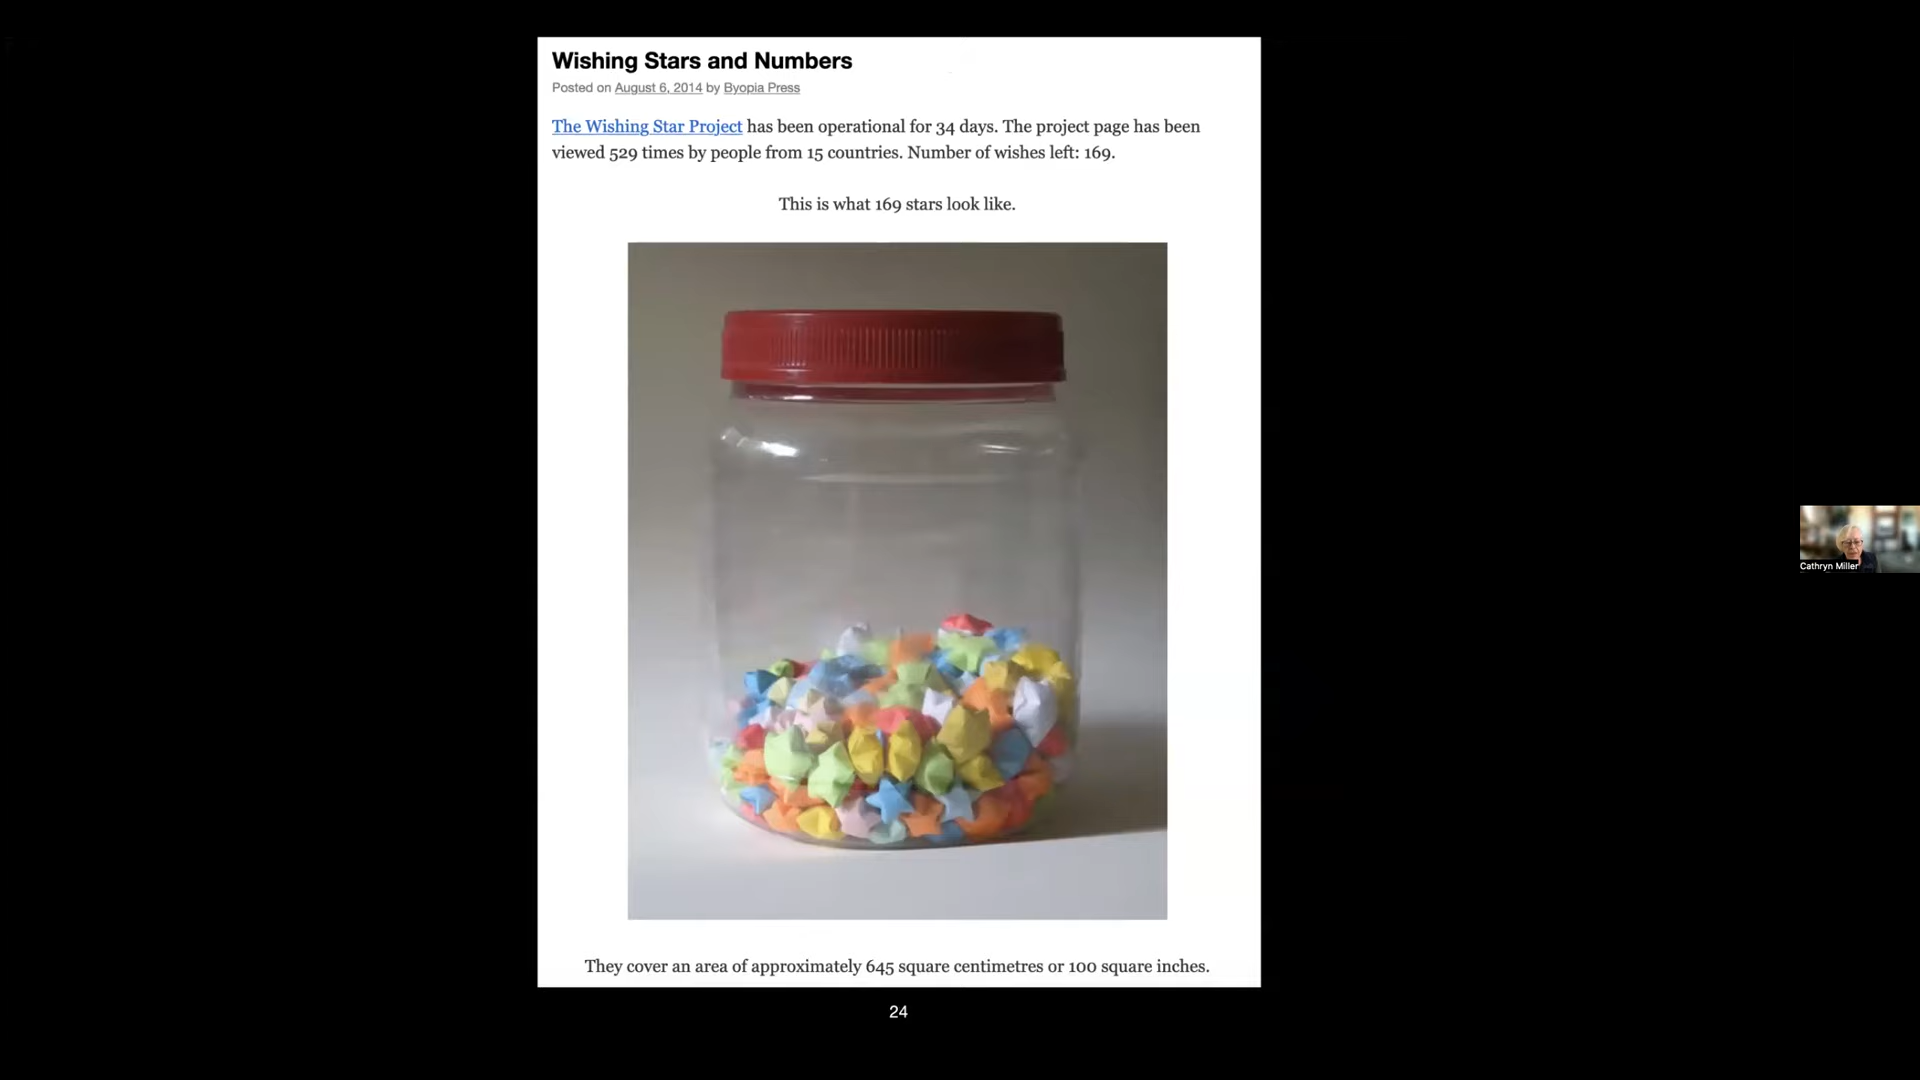 Wishing Stars and Numbers
Posted on August 6, 2014 by Byopia Press
The Wishing Star Project has been operational for 34 days. The project page has been
viewed 529 times by people from 15 countries. Number of wishes left: 169.
This is what 169 stars look like.
They cover an area of approximately 645 square centimetres or 100 square inches.
24
Cathryn Miller